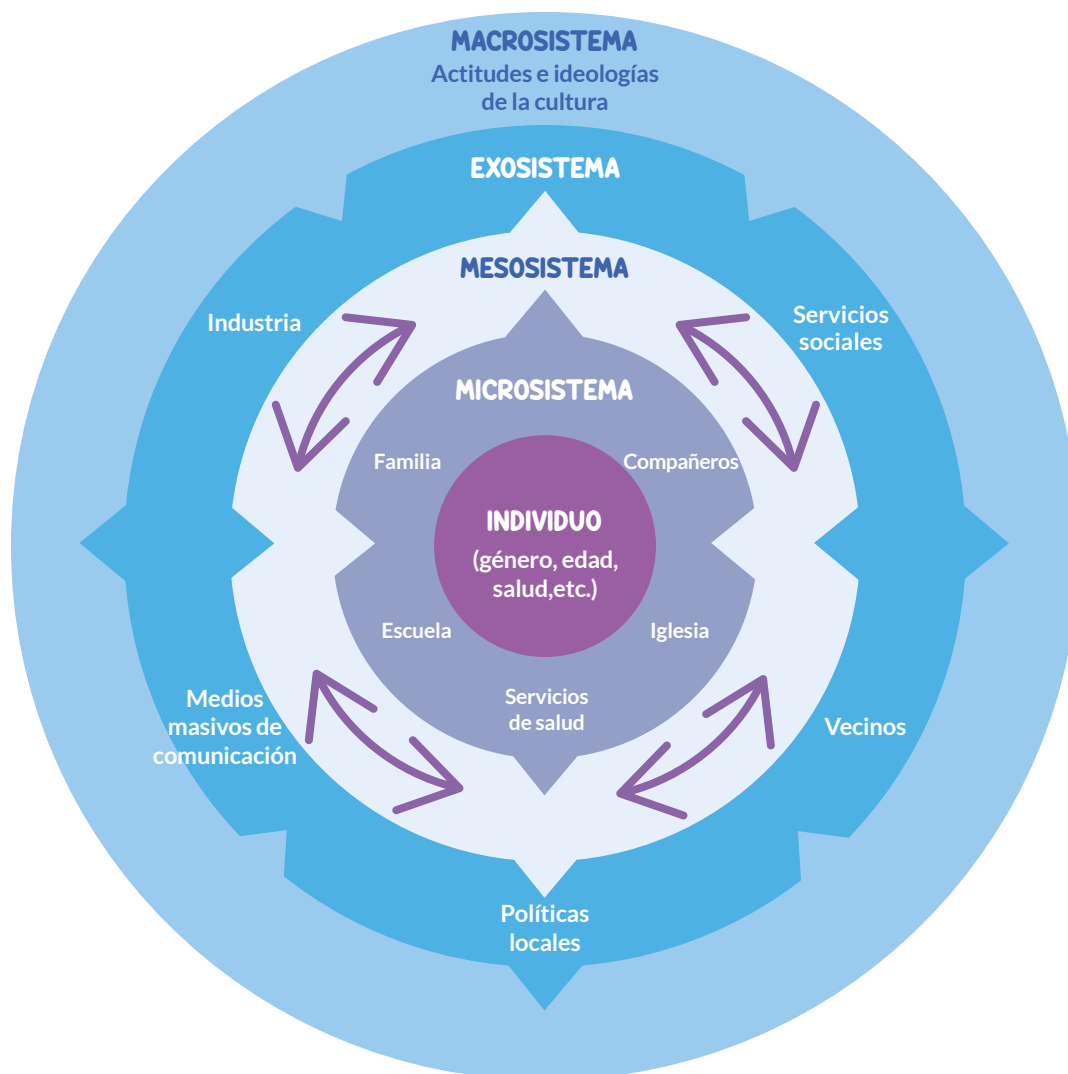 MACROSISTEMA
Actitudes e ideologías
de la cultura
EXOSISTEMA
MESOSISTEMA
Industria
Servicios
sociales
MICROSISTEMA
Familia
Compañeros
INDIVIDUO
(género, edad,
salud,etc.)
Escuela
Iglesia
Servicios
de salud
Medios
masivos de
comunicación
Vecinos
Políticas
locales